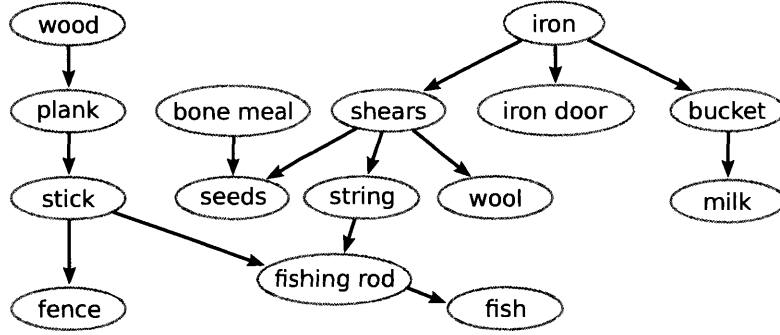 wood
iron
plank
bone meal
shears
iron door
bucket
stick
seeds
string
wool
milk
fishing rod
fence
fish